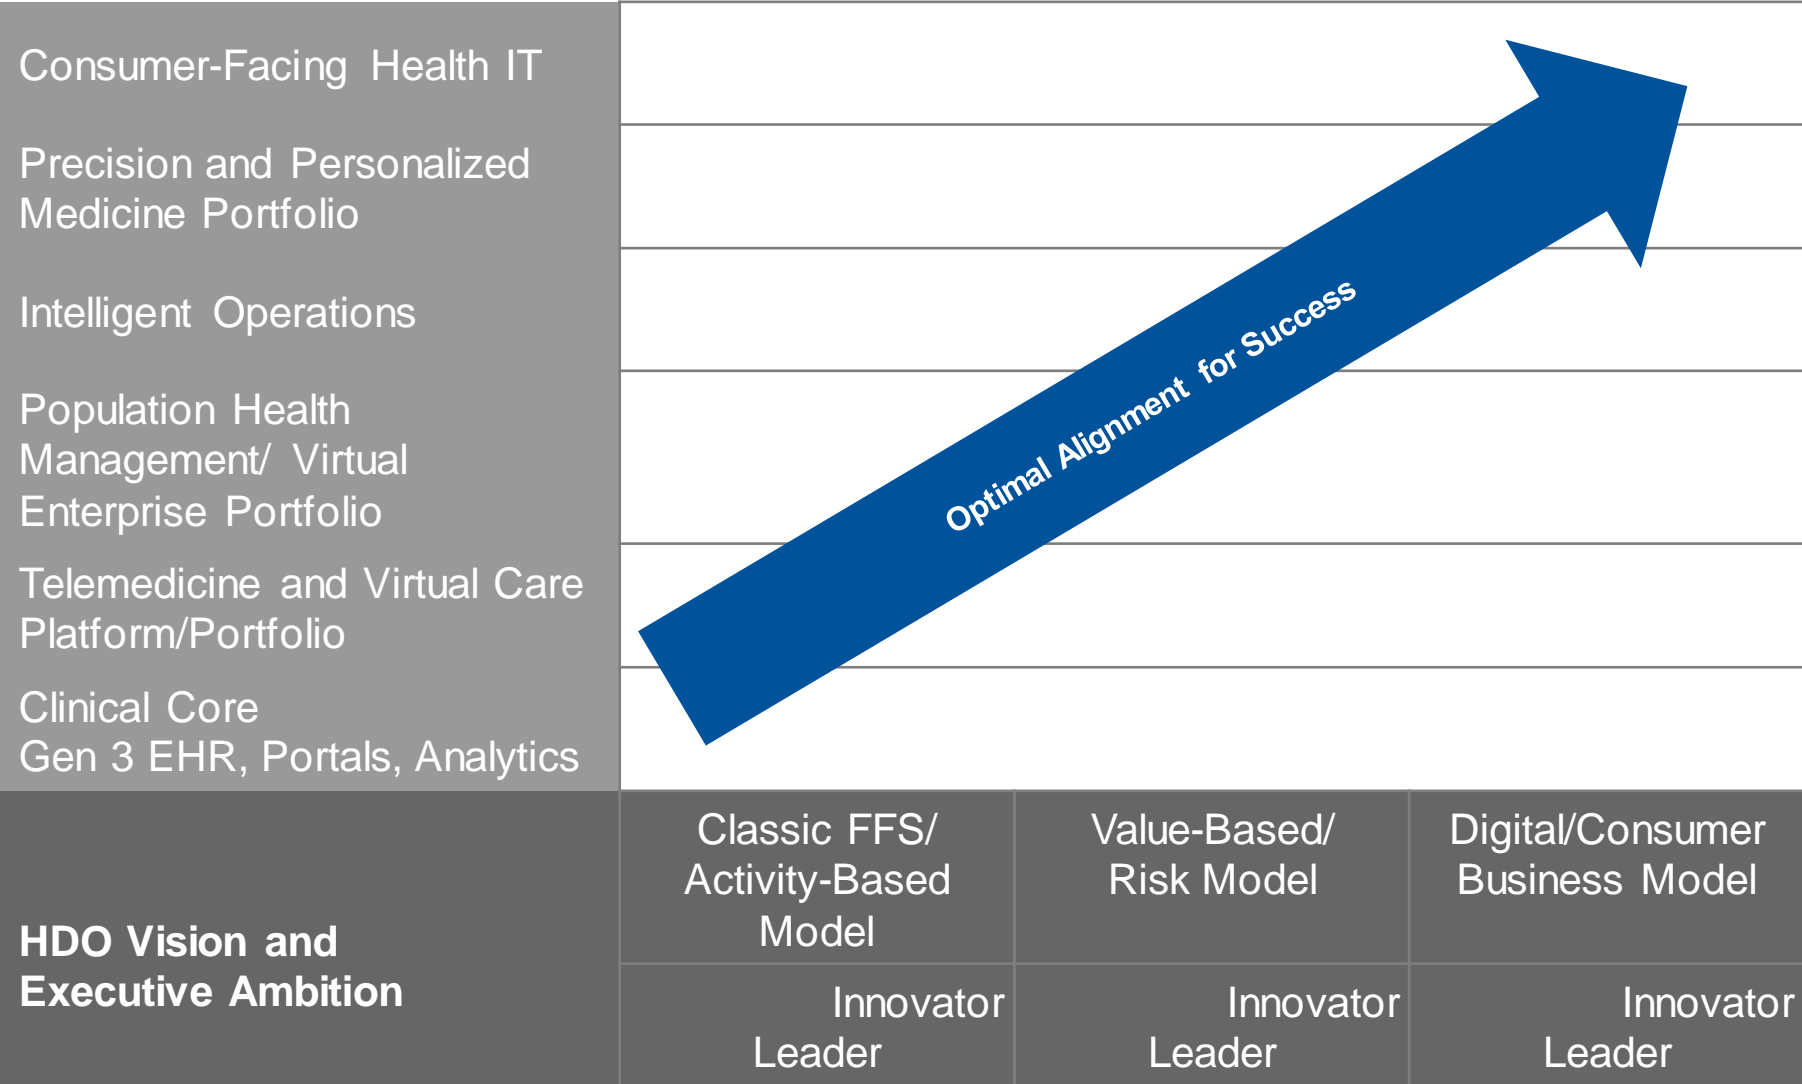 Consumer-Facing Health IT
Precision and Personalized
Medicine Portfolio
Intelligent Operations
Population Health
Management/ Virtual
Enterprise Portfolio
Telemedicine and Virtual Care
Platform/Portfolio
Clinical Core
Gen 3 EHR, Portals, Analytics
Optimal Alignment for Success
HDO Vision and
Executive Ambition
Classic FFS/
Activity-Based
Model
Value-Based/
Risk Model
Digital/Consumer
Business Model
Innovator
Leader
Innovator
Leader
Innovator
Leader